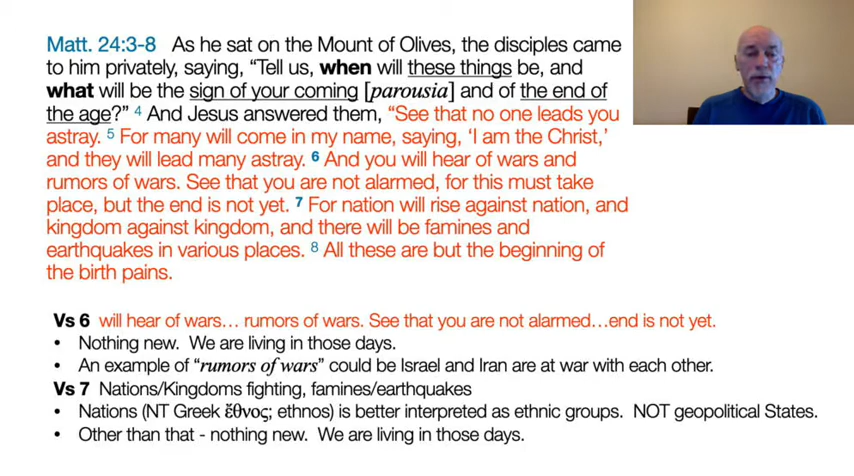 Matt. 24:3-8 As he sat on the Mount of Olives, the disciples came
to him privately, saying, “Tell us, when will these things be, and
what will be the sign of your coming [parousia] and of the end of
the age?” 4 And Jesus answered them, “See that no one leads you
astray. 5 For many will come in my name, saying, ‘I am the Christ,’
and they will lead many astray. 6 And you will hear of wars and
rumors of wars. See that you are not alarmed, for this must take
place, but the end is not yet. 7 For nation will rise against nation, and
kingdom against kingdom, and there will be famines and
earthquakes in various places. 8 All these are but the beginning of
the birth pains.
Vs 6 will hear of wars… rumors of wars. See that you are not alarmed…end is not yet.
• Nothing new. We are living in those days.
• An example of “rumors of wars” could be Israel and Iran are at war with each other.
Vs 7 Nations/Kingdoms fighting, famines/earthquakes
• Nations (NT Greek ἔθνος; ethnos) is better interpreted as ethnic groups. NOT geopolitical States.
• Other than that - nothing new. We are living in those days.